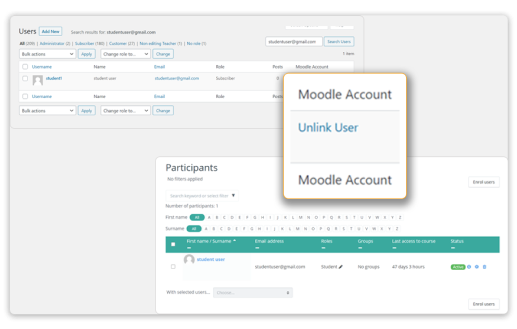 Users Add New Search results for: studentuser@gmail.com
All (209) | Administrator (2) | Subscriber (180) | Customer (21) | Non-editing Teacher (1) | No role (1)
studentuser@gmail.com Search Users
Bulk actions Apply Change role to... Change
1 item
Username Name Email Role Posts Moodle Account
student1 student user studentuser@gmail.com Subscriber 0
Username Name Email Role Posts
Bulk actions Apply Change role to... Change
Moodle Account
Unlink User
Moodle Account
Participants
No filters applied
Enrol users
Search keyword or select filter ▼
Number of participants: 1
First name All A B C D E F G H I J K L M N O P Q R S T U V W X Y Z
Surname All A B C D E F G H I J K L M N O P Q R S T U V W X Y Z
First name / Surname Email address Roles Groups Last access to course Status
student user
studentuser@gmail.com Student No groups 47 days 3 hours Active
With selected users... Choose...
Enrol users